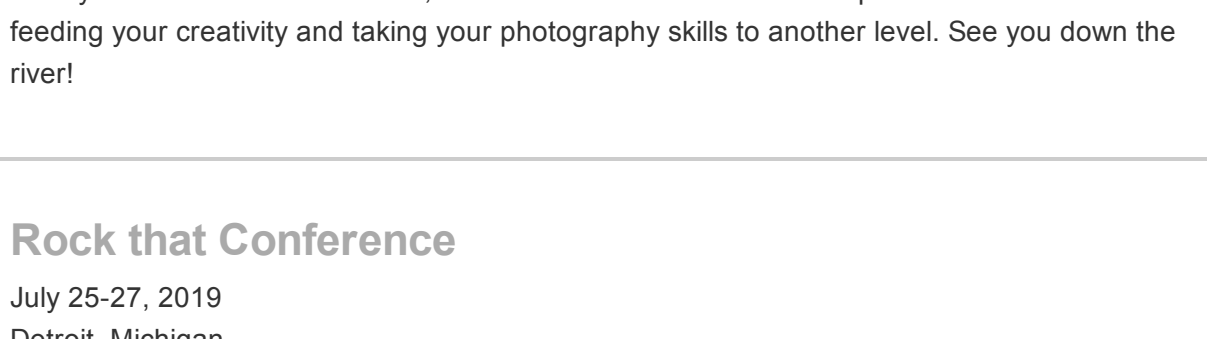 feeding your creativity and taking your photography skills to another level. See you down the
river!
Rock that Conference
July 25-27, 2019
Detroit, Michigan